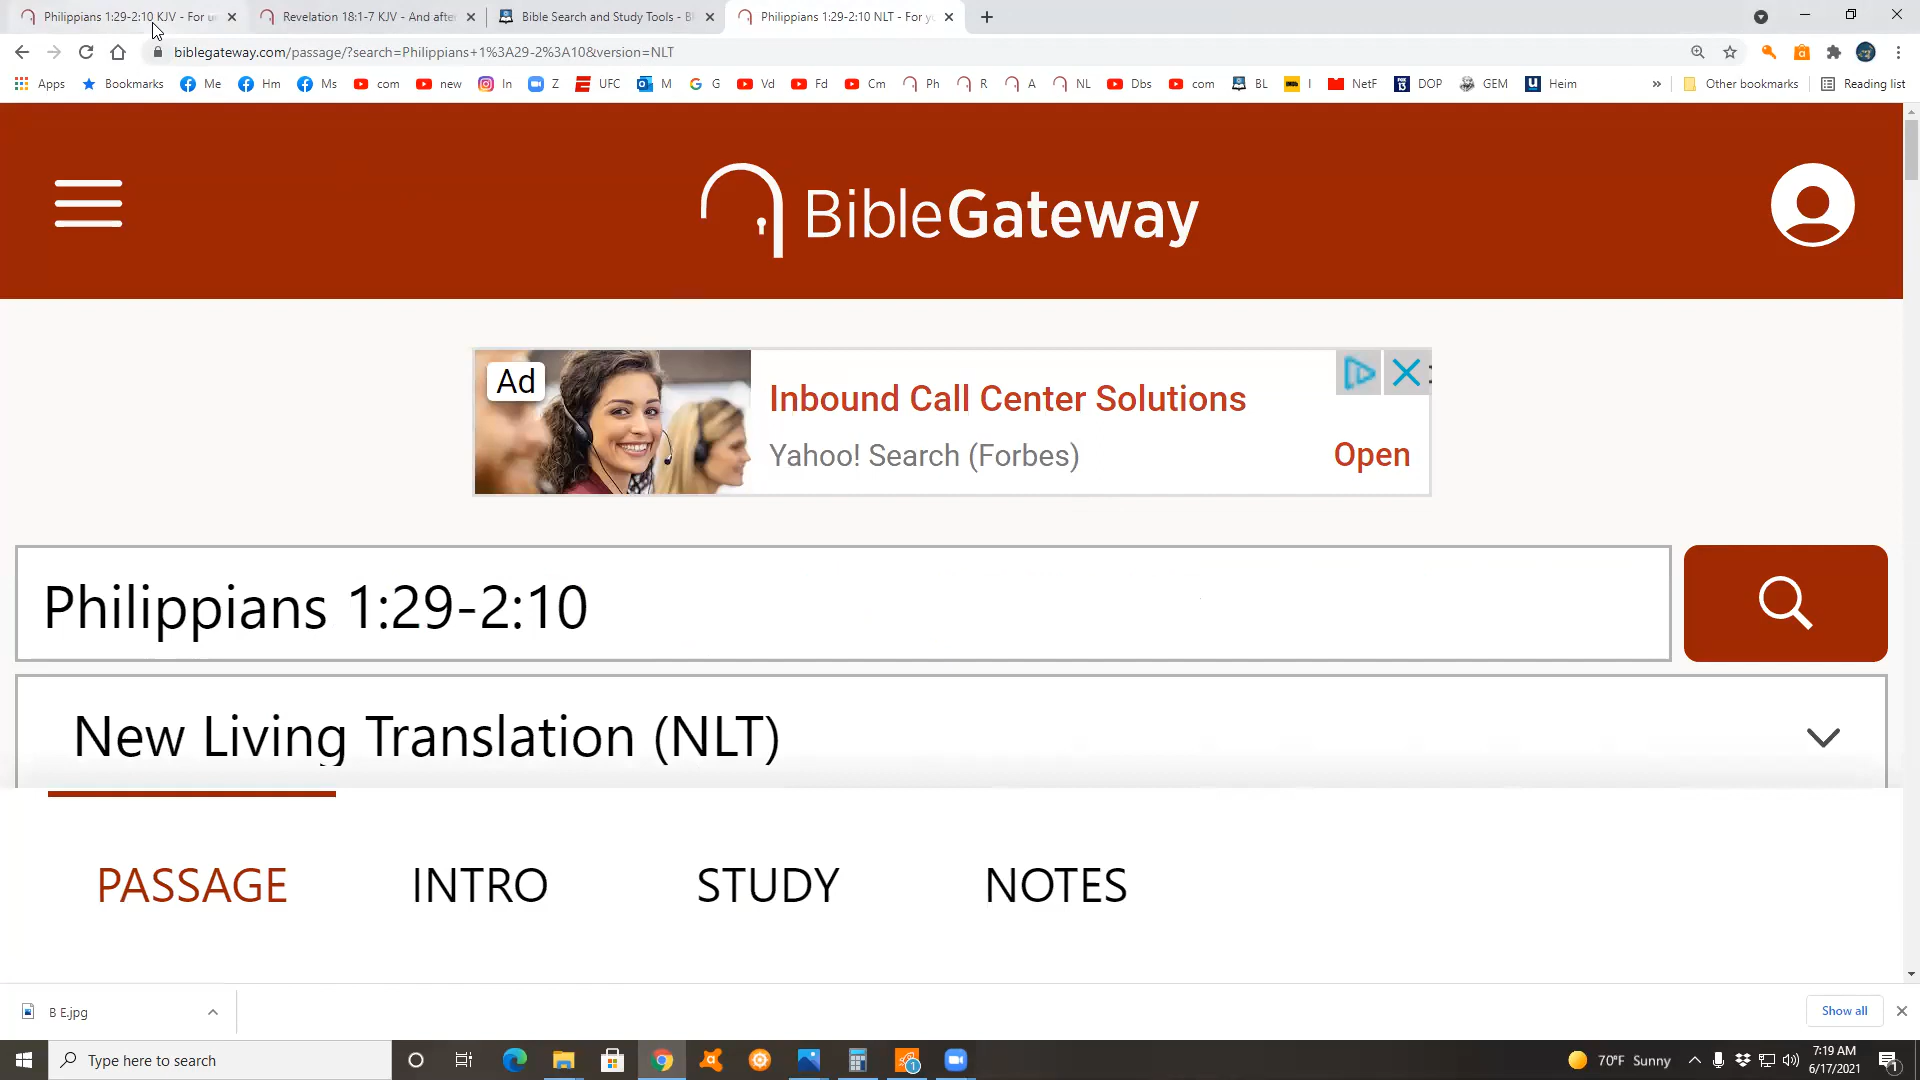 Philippians 1:29-2:10 KJV - For un
Revelation 18:1-7 KJV - And after
Bible Search and Study Tools - Bl
Philippians 1:29-2:10 NLT - For yo
biblegateway.com/passage/?search=Philippians+1%3A29-2%3A10&version=NLT
Apps Bookmarks Me Hm Ms com new In Z UFC M G Vd Fd Cm Ph R A NL Dbs com BL I NetF DOP GEM Heim » Other bookmarks Reading list
BibleGateway
Ad
Inbound Call Center Solutions
Yahoo! Search (Forbes)
Open
Philippians 1:29-2:10
New Living Translation (NLT)
PASSAGE INTRO STUDY NOTES
B E.jpg
Show all
Type here to search
70°F Sunny
7:19 AM
6/17/2021